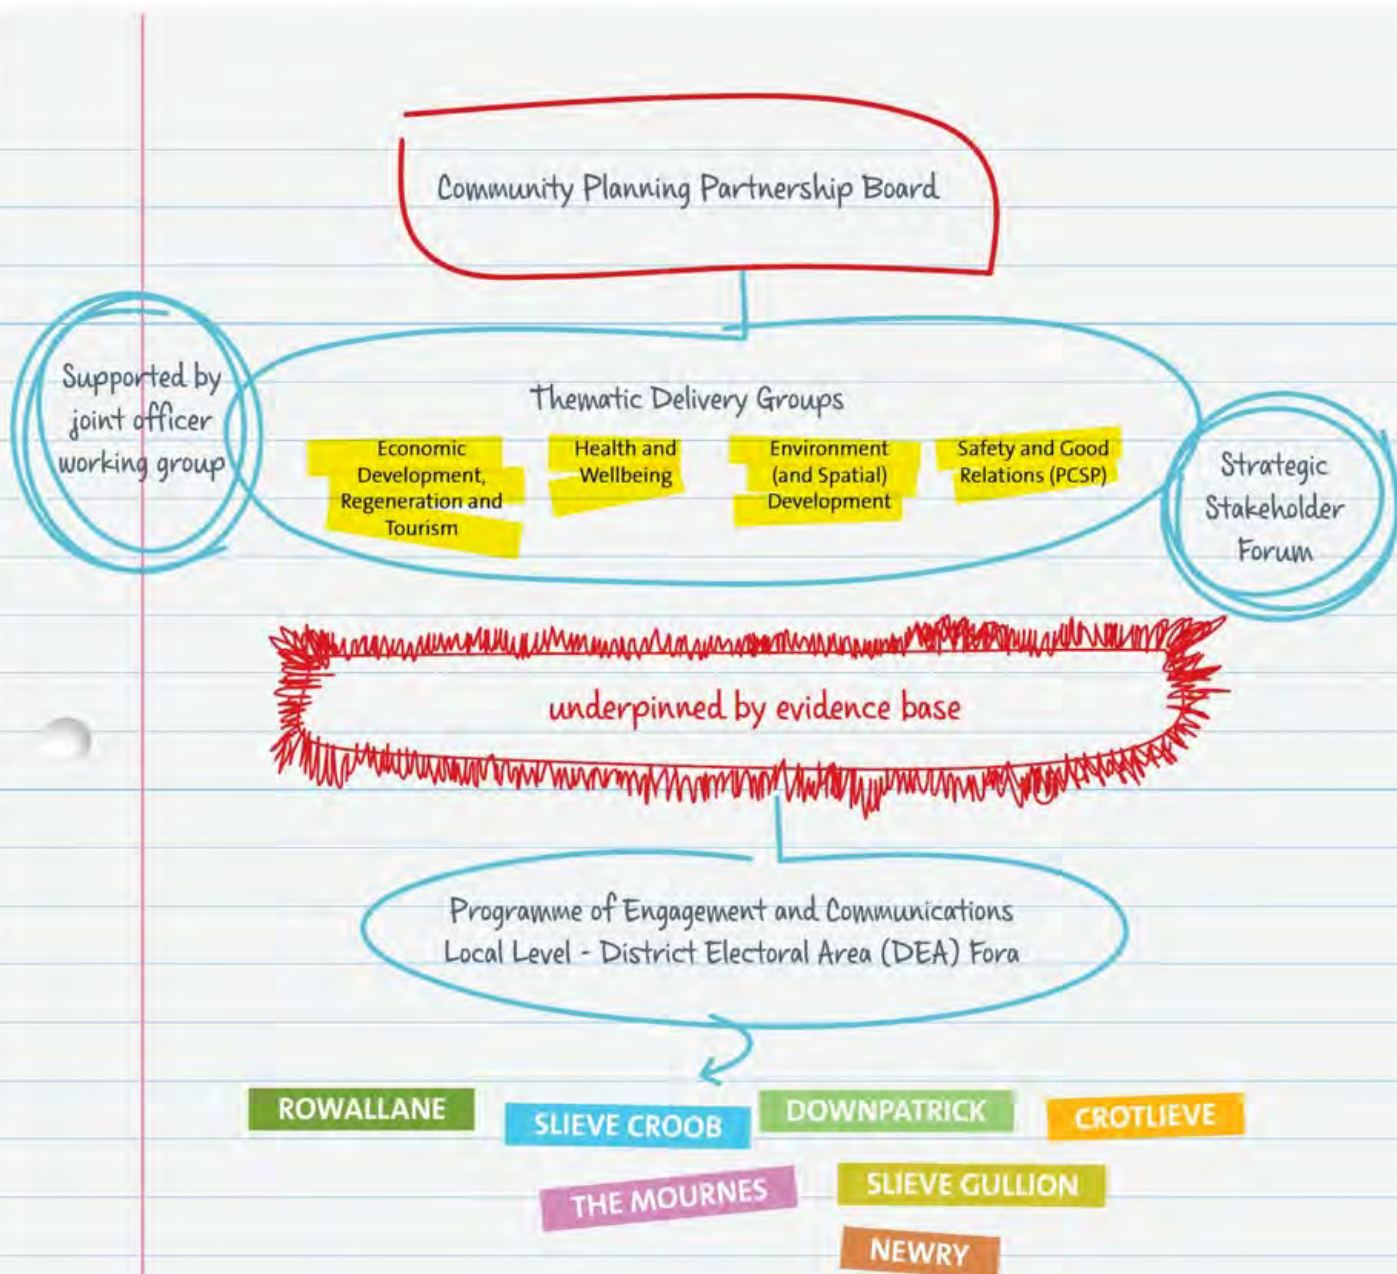 Community Planning Partnership Board
Supported by
joint officer
working group
Thematic Delivery Groups
Economic
Development,
Regeneration and
Tourism
Health and
Wellbeing
Environment
(and Spatial)
Development
Safety and Good
Relations (PCSP)
Strategic
Stakeholder
Forum
underpinned by evidence base
Programme of Engagement and Communications
Local Level - District Electoral Area (DEA) Fora
ROWALLANE
SLIEVE CROOB
DOWNPATRICK
CROTLIEVE
THE MOURNES
SLIEVE GULLION
NEWRY